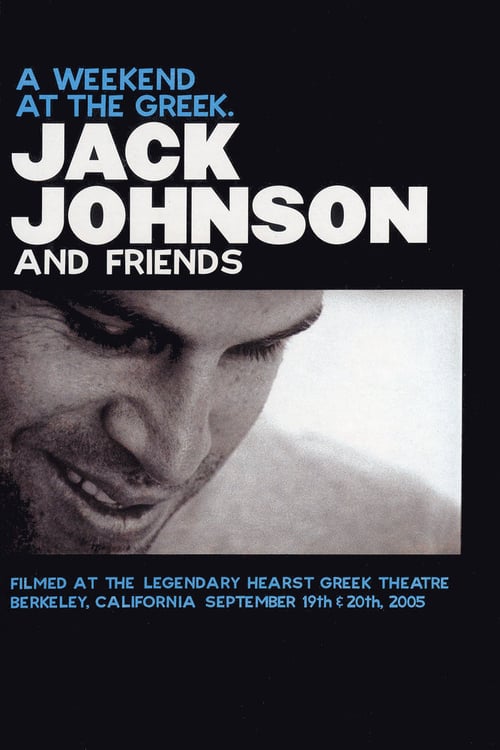 A WEEKEND
AT THE GREEK.
JACK
JOHNSON
AND FRIENDS
FILMED AT THE LEGENDARY HEARST GREEK THEATRE
BERKELEY, CALIFORNIA SEPTEMBER 19th & 20th, 2005